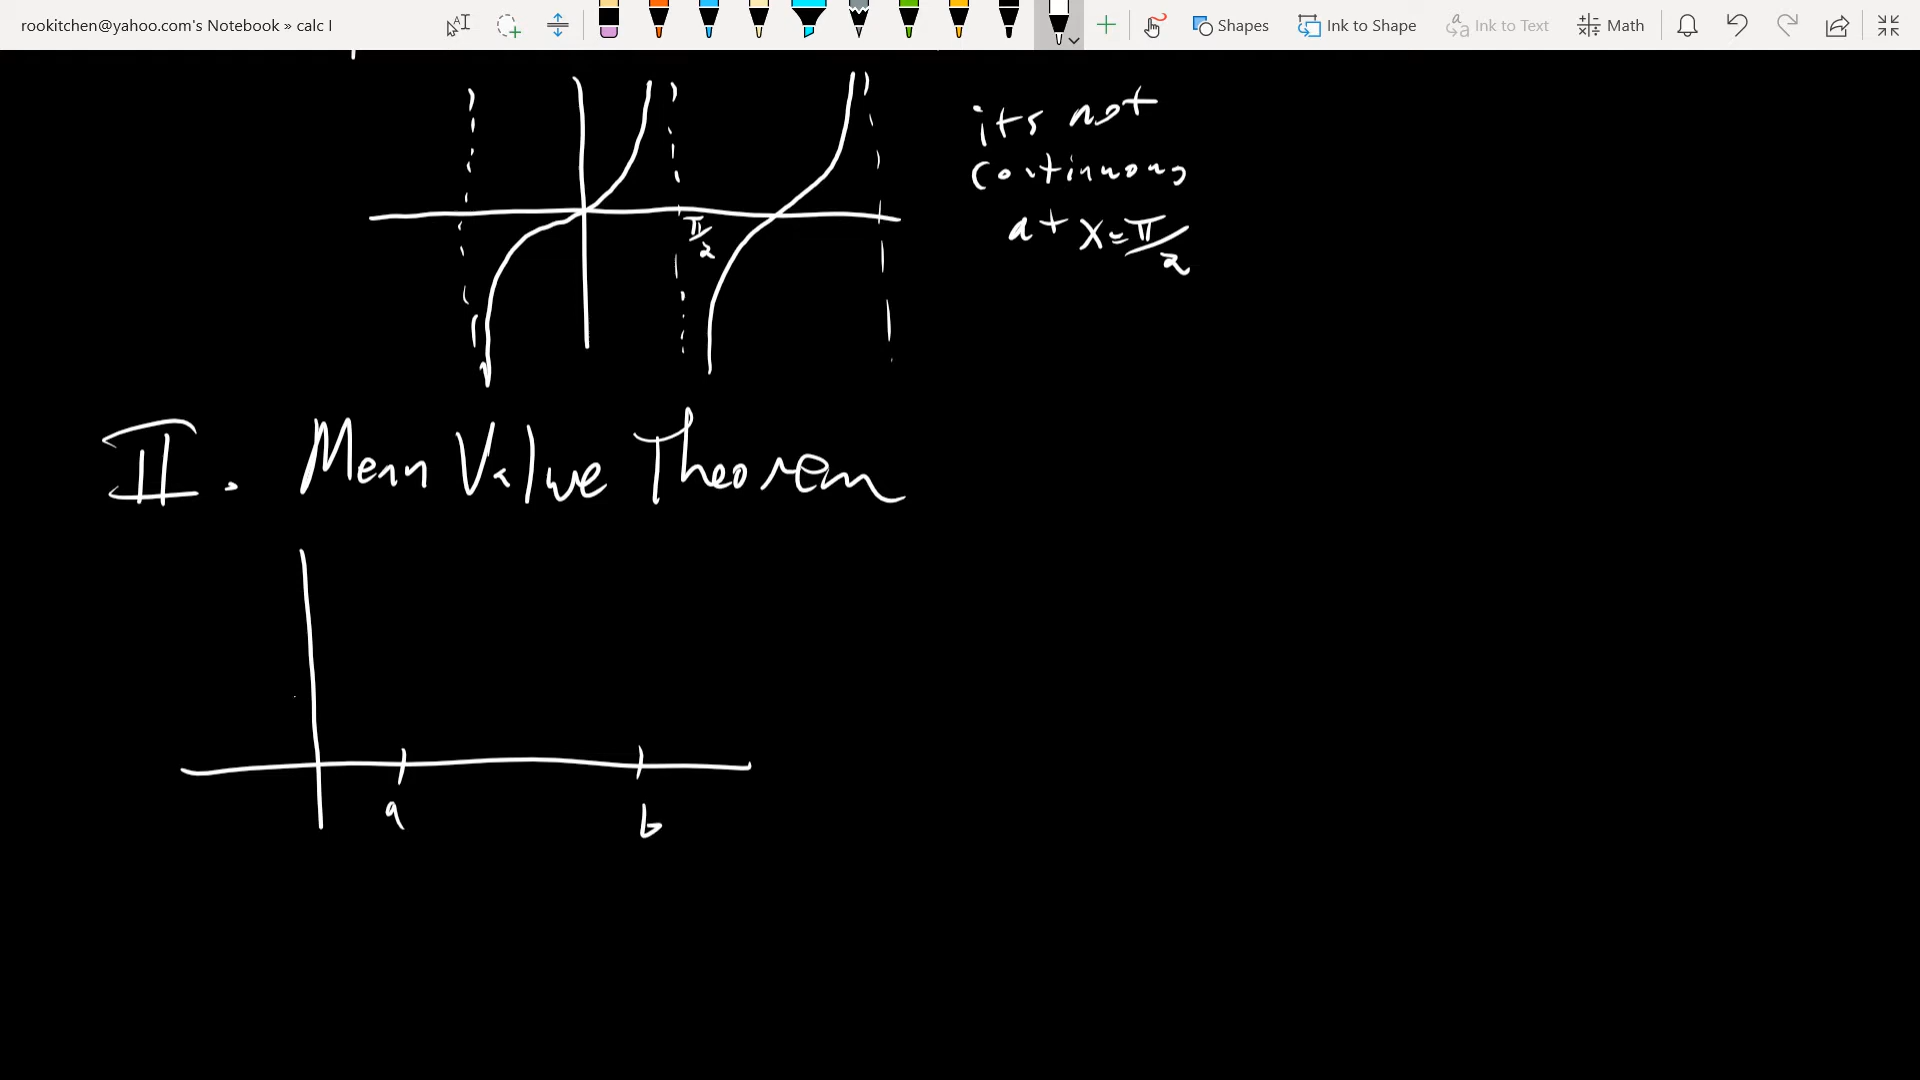 rookitchen@yahoo.com's Notebook » calc I
Shapes
Ink to Shape
Ink to Text
Math
its not
continuous
at x=π/2
π/2
II. Mean Value Theorem
a
b